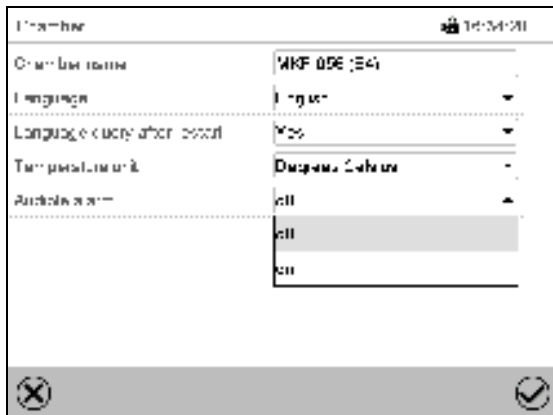 Chamber 16:34:20
Chamber name MKF 056 (E4)
Language English
Language query after restart Yes
Temperature unit Degrees Celsius
Audible alarm off
off
on